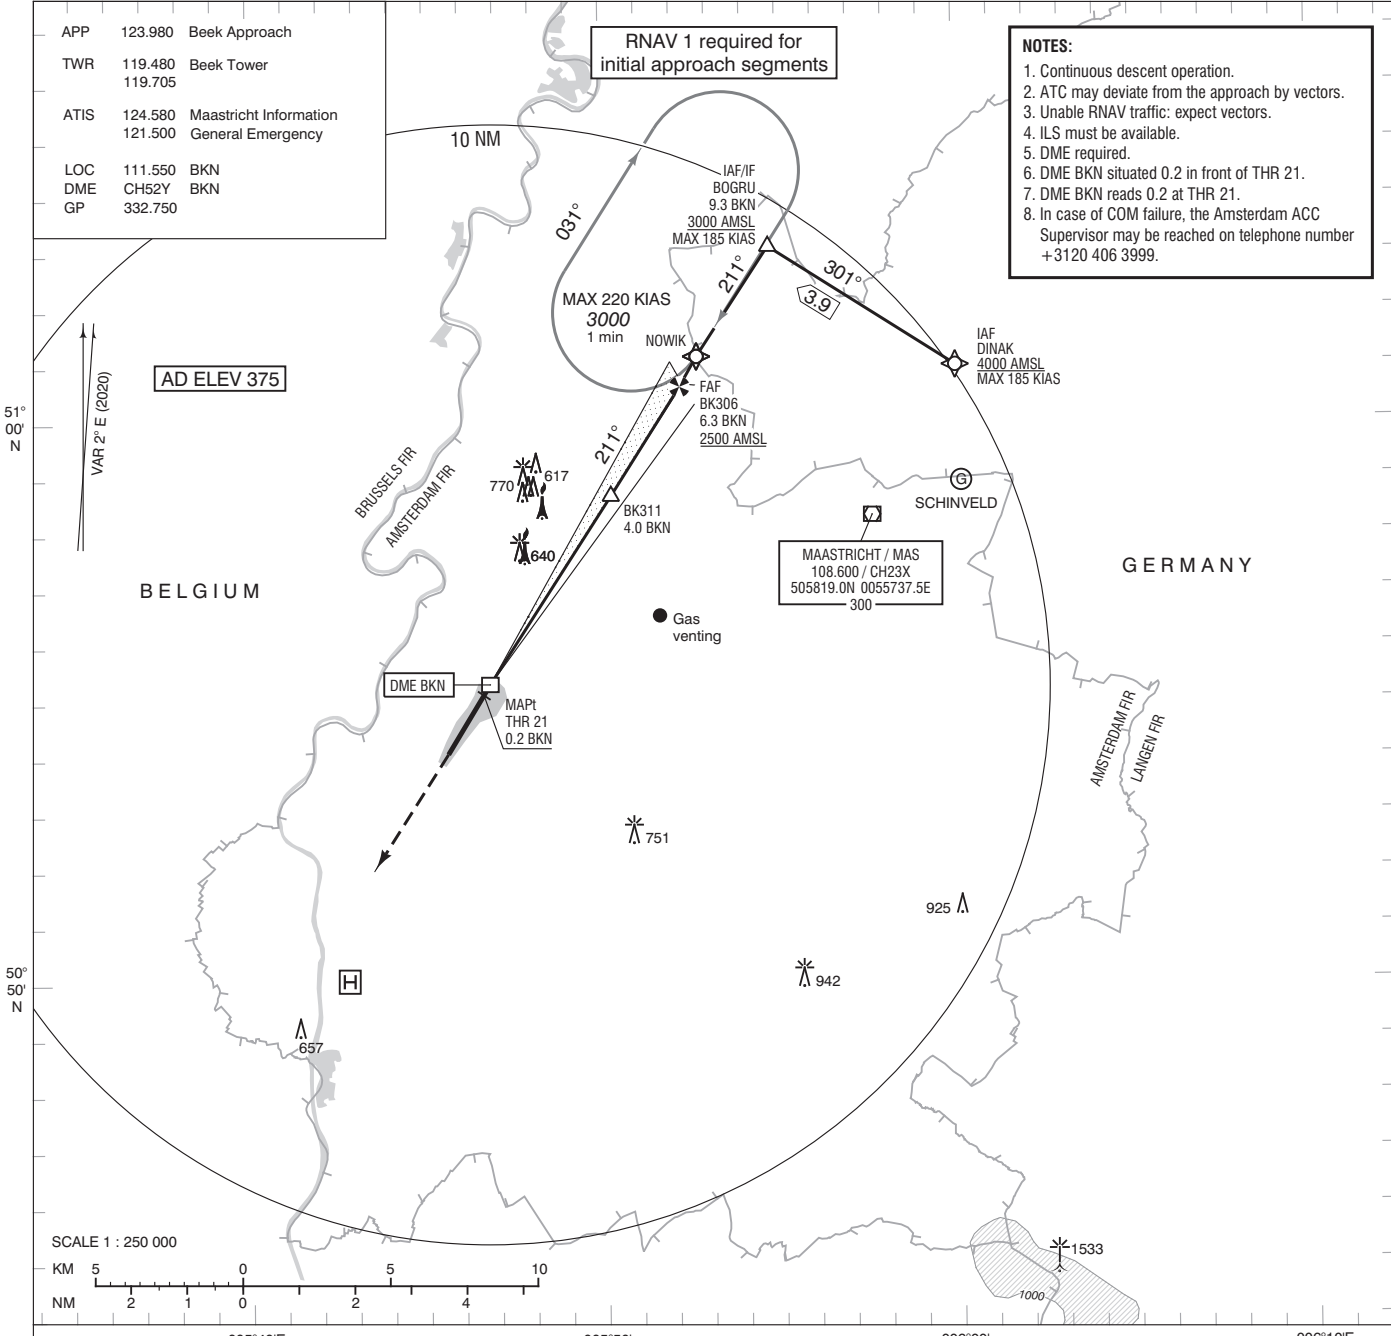 APP 123.980 Beek Approach
TWR 119.480 Beek Tower
119.705
ATIS 124.580 Maastricht Information
121.500 General Emergency
LOC 111.550 BKN
DME CH52Y BKN
GP 332.750
RNAV 1 required for
initial approach segments
NOTES:
1. Continuous descent operation.
2. ATC may deviate from the approach by vectors.
3. Unable RNAV traffic: expect vectors.
4. ILS must be available.
5. DME required.
6. DME BKN situated 0.2 in front of THR 21.
7. DME BKN reads 0.2 at THR 21.
8. In case of COM failure, the Amsterdam ACC
Supervisor may be reached on telephone number
+3120 406 3999.
10 NM
IAF/IF
BOGRU
9.3 BKN
3000 AMSL
MAX 185 KIAS
031°
211°
301°
3.9
MAX 220 KIAS
3000
1 min
NOWIK
IAF
DINAK
4000 AMSL
MAX 185 KIAS
VAR 2° E (2020)
AD ELEV 375
FAF
BK306
6.3 BKN
2500 AMSL
51°
00'
N
211°
BRUSSELS FIR
AMSTERDAM FIR
617
770
G
SCHINVELD
BK311
4.0 BKN
640
MAASTRICHT / MAS
108.600 / CH23X
505819.0N 0055737.5E
300
GERMANY
BELGIUM
Gas
venting
DME BKN
MAPt
THR 21
0.2 BKN
AMSTERDAM FIR
LANGEN FIR
751
925
942
50°
50'
N
H
657
SCALE 1 : 250 000
KM 5 0 5 10
NM 2 1 0 2 4
1533
1000